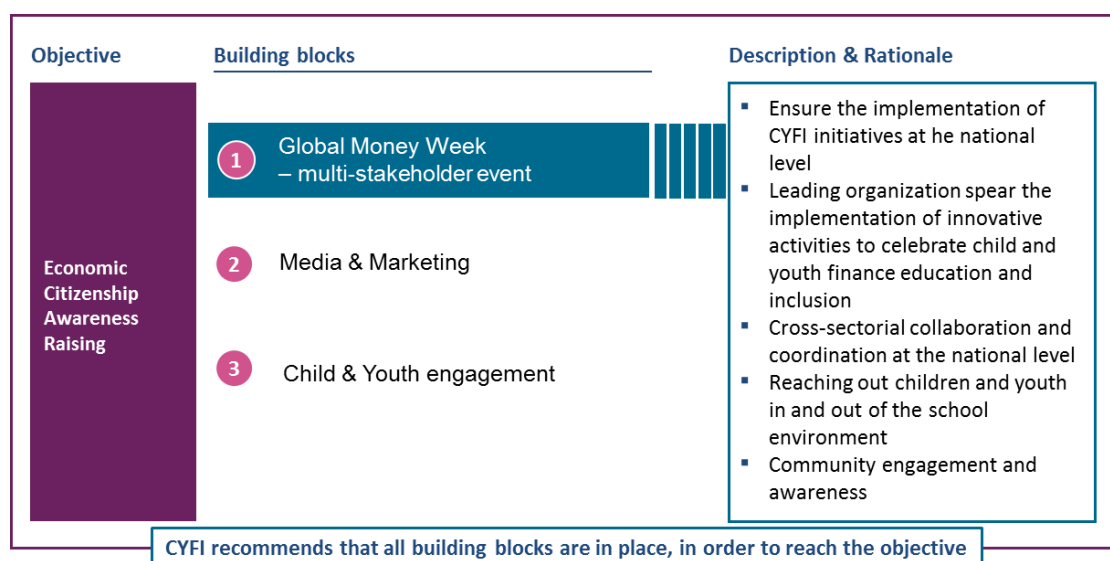 Objective
Building blocks
Description & Rationale
Economic
Citizenship
Awareness
Raising
1
Global Money Week
– multi-stakeholder event
2
Media & Marketing
3
Child & Youth engagement
▪ Ensure the implementation of
CYFI initiatives at he national
level
▪ Leading organization spear the
implementation of innovative
activities to celebrate child and
youth finance education and
inclusion
▪ Cross-sectorial collaboration and
coordination at the national level
▪ Reaching out children and youth
in and out of the school
environment
▪ Community engagement and
awareness
CYFI recommends that all building blocks are in place, in order to reach the objective